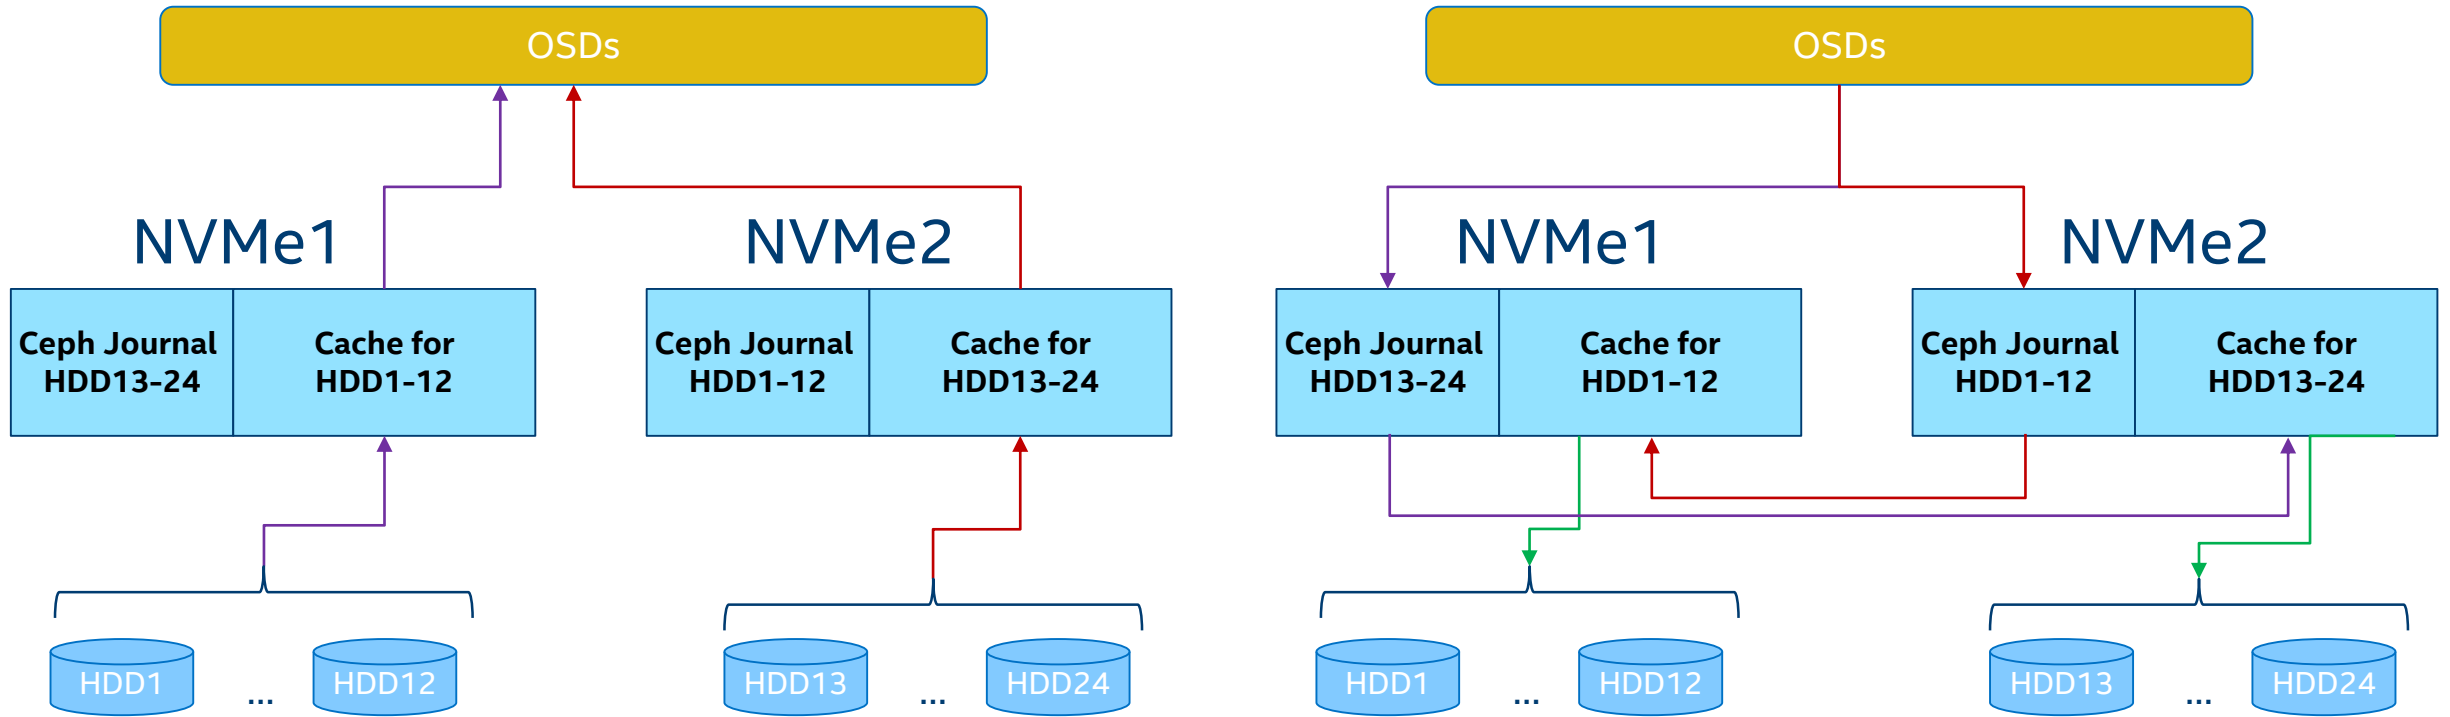 OSDs
NVMe1
NVMe2
Ceph Journal
HDD13-24
Cache for
HDD1-12
Ceph Journal
HDD1-12
Cache for
HDD13-24
HDD1
...
HDD12
HDD13
...
HDD24
OSDs
NVMe1
NVMe2
Ceph Journal
HDD13-24
Cache for
HDD1-12
Ceph Journal
HDD1-12
Cache for
HDD13-24
HDD1
...
HDD12
HDD13
...
HDD24